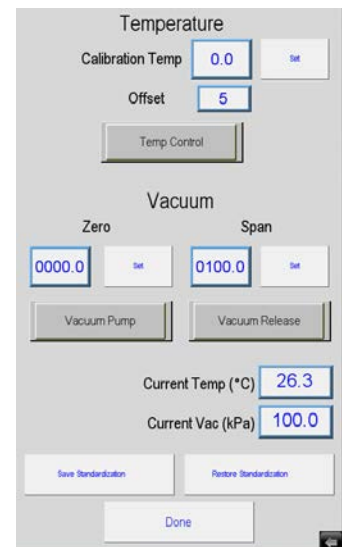 Temperature
Calibration Temp 0.0 Set
Offset 5
Temp Control
Vacuum
Zero Span
0000.0 Set 0100.0 Set
Vacuum Pump Vacuum Release
Current Temp (°C) 26.3
Current Vac (kPa) 100.0
Save Standardization Restore Standardization
Done